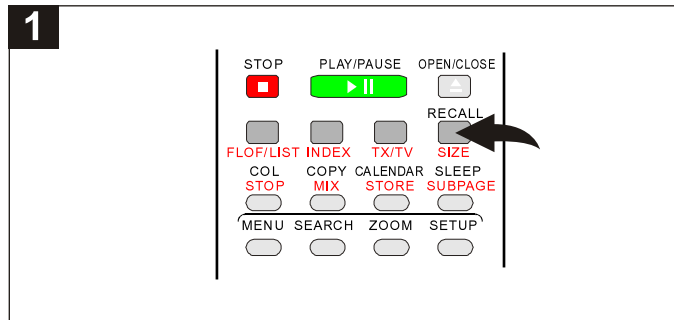 1
STOP PLAY/PAUSE OPEN/CLOSE
RECALL
FLOF/LIST INDEX TX/TV SIZE
COL COPY CALENDAR SLEEP
STOP MIX STORE SUBPAGE
MENU SEARCH ZOOM SETUP